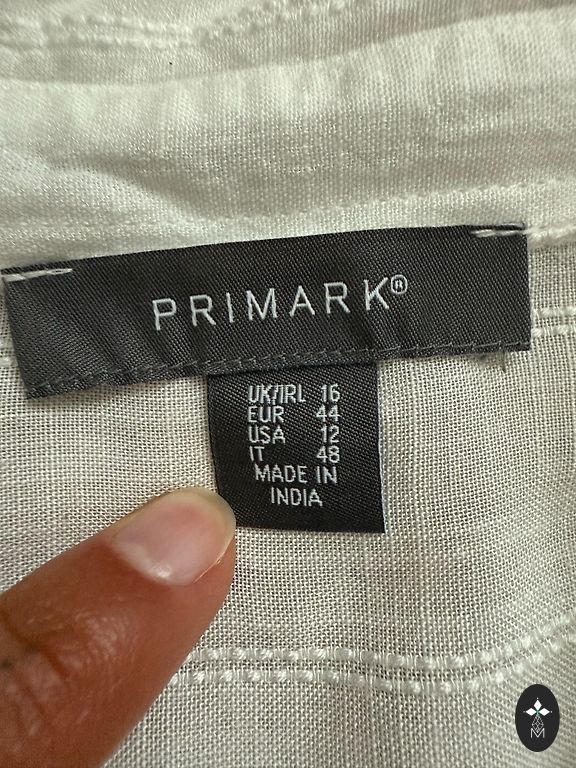 PRIMARK®
UK/IRL 16
EUR 44
USA 12
IT 48
MADE IN
INDIA